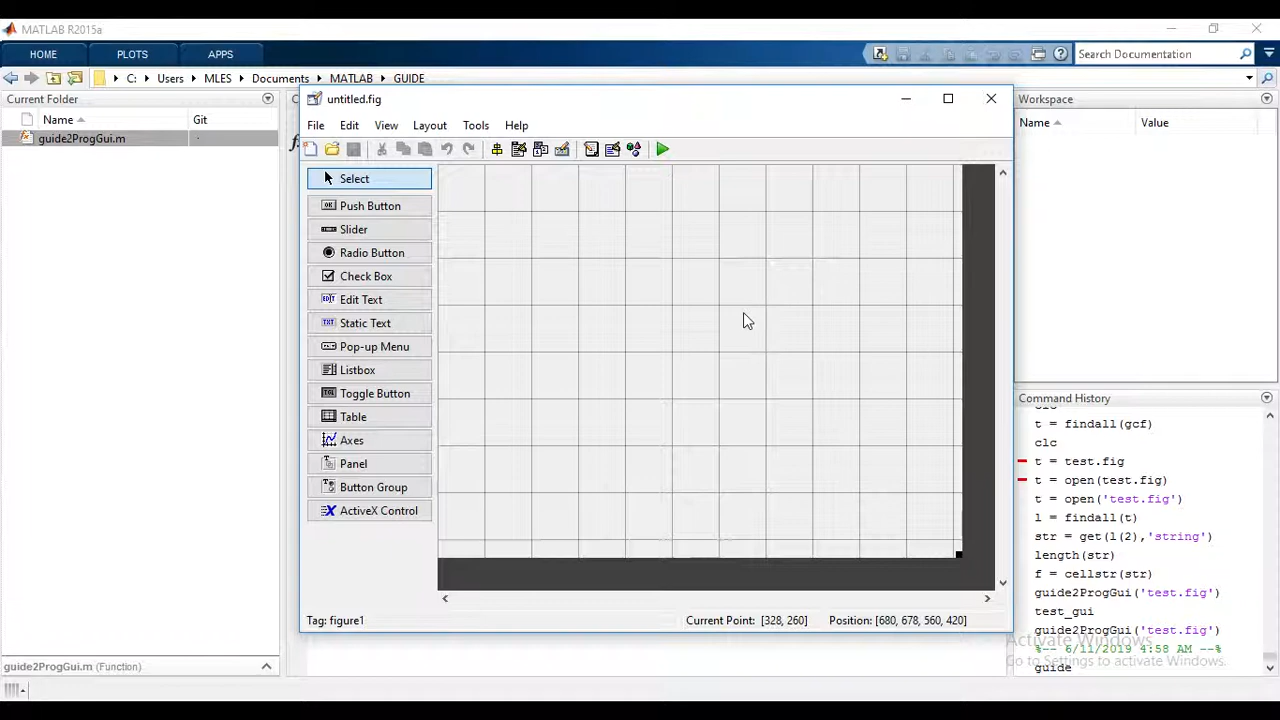 MATLAB R2015a
HOME PLOTS APPS
Search Documentation
C: Users MLES Documents MATLAB GUIDE
Current Folder
Name Git
guide2ProgGui.m
guide2ProgGui.m (Function)
untitled.fig
File Edit View Layout Tools Help
Select
OK Push Button
Slider
Radio Button
Check Box
EDIT Edit Text
TXT Static Text
Pop-up Menu
Listbox
TGL Toggle Button
Table
Axes
Panel
Button Group
ActiveX Control
Tag: figure1 Current Point: [328, 260] Position: [680, 678, 560, 420]
Workspace
Name Value
Command History
clc
t = findall(gcf)
clc
t = test.fig
t = open(test.fig)
t = open('test.fig')
l = findall(t)
str = get(l(2),'string')
length(str)
f = cellstr(str)
guide2ProgGui('test.fig')
test_gui
guide2ProgGui('test.fig')
%-- 6/11/2019 4:58 AM --%
guide
Activate Windows
Go to Settings to activate Windows.